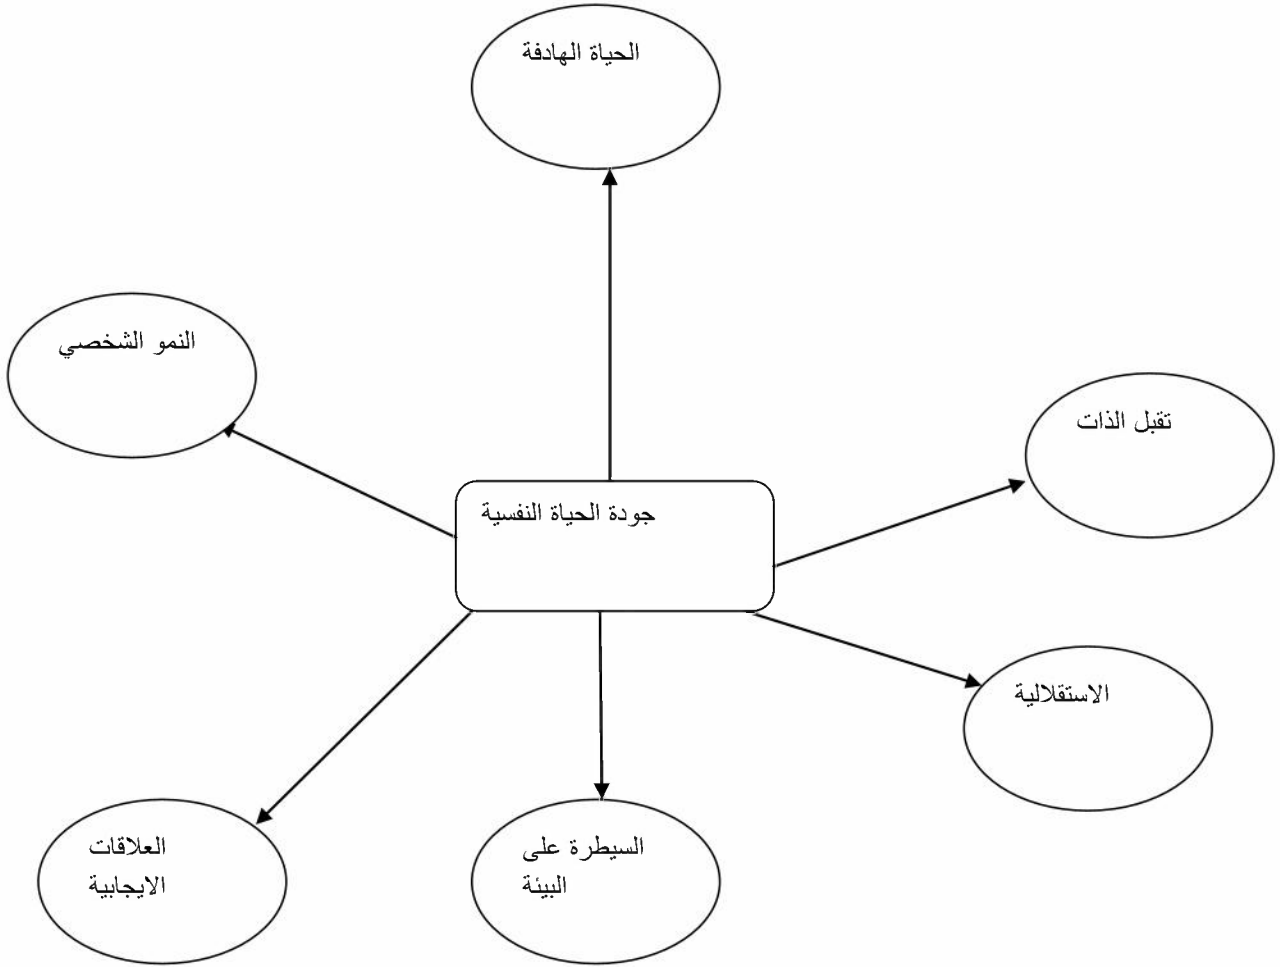 الحياة الهادفة
النمو الشخصي
تقبل الذات
جودة الحياة النفسية
الاستقلالية
العلاقات
الايجابية
السيطرة على
البيئة